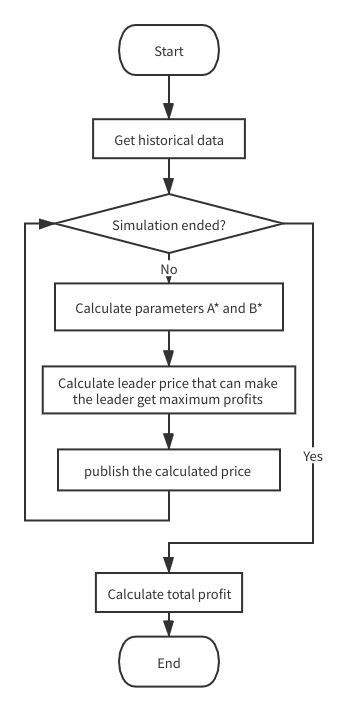 Start
Get historical data
Simulation ended?
No
Calculate parameters A* and B*
Calculate leader price that can make
the leader get maximum profits
publish the calculated price
Yes
Calculate total profit
End